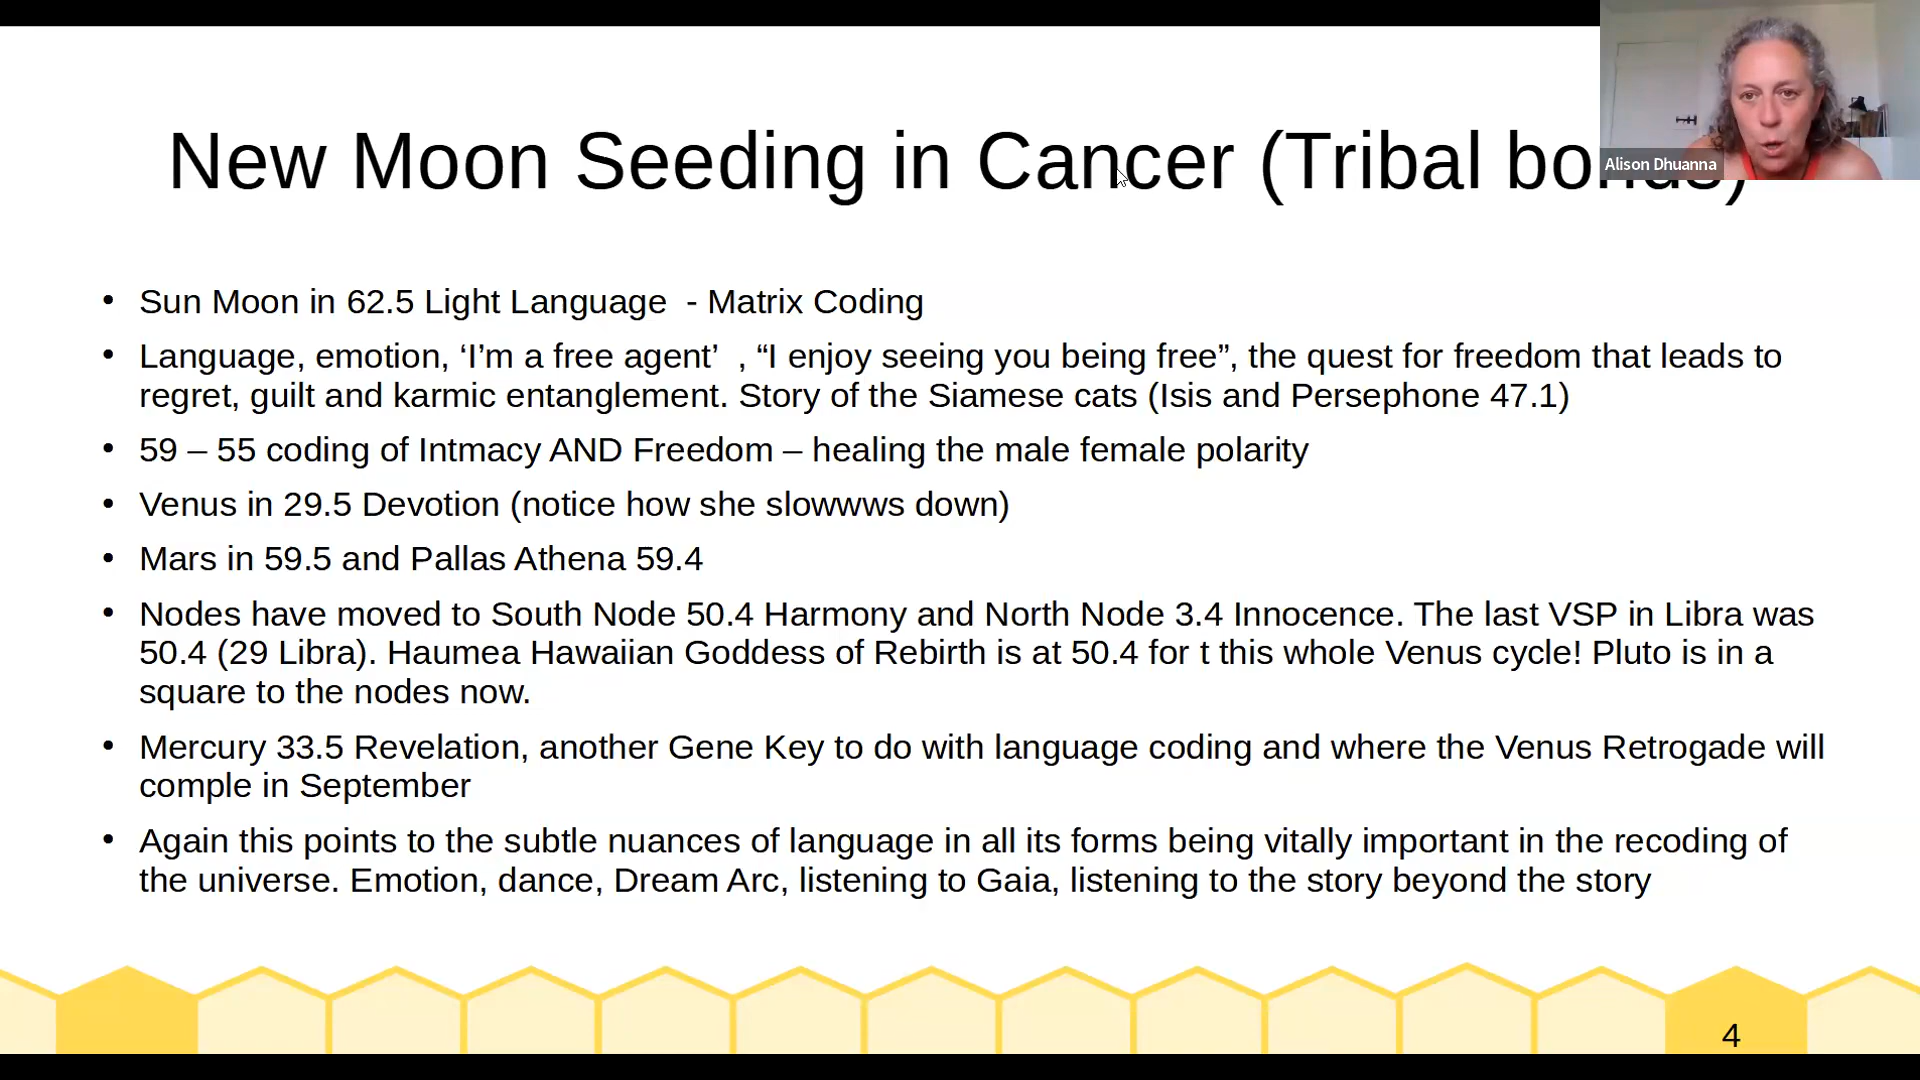 New Moon Seeding in Cancer (Tribal
Alison Dhuanna
• Sun Moon in 62.5 Light Language  - Matrix Coding
• Language, emotion, ‘I’m a free agent’  , “I enjoy seeing you being free”, the quest for freedom that leads to
regret, guilt and karmic entanglement. Story of the Siamese cats (Isis and Persephone 47.1)
• 59 – 55 coding of Intmacy AND Freedom – healing the male female polarity
• Venus in 29.5 Devotion (notice how she slowwws down)
• Mars in 59.5 and Pallas Athena 59.4
• Nodes have moved to South Node 50.4 Harmony and North Node 3.4 Innocence. The last VSP in Libra was
50.4 (29 Libra). Haumea Hawaiian Goddess of Rebirth is at 50.4 for t this whole Venus cycle! Pluto is in a
square to the nodes now.
• Mercury 33.5 Revelation, another Gene Key to do with language coding and where the Venus Retrogade will
comple in September
• Again this points to the subtle nuances of language in all its forms being vitally important in the recoding of
the universe. Emotion, dance, Dream Arc, listening to Gaia, listening to the story beyond the story
4